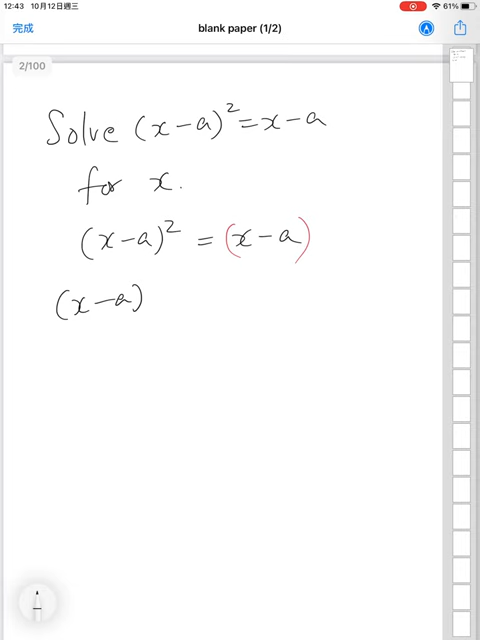 12:43 10月12日週三
61%
完成
blank paper (1/2)
2/100
Solve (x-a)²=x-a
for x.
(x-a)² = (x-a)
(x-a)